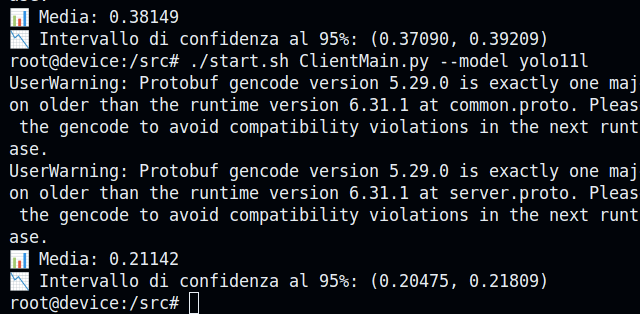 ase.
📊 Media: 0.38149
📉 Intervallo di confidenza al 95%: (0.37090, 0.39209)
root@device:/src# ./start.sh ClientMain.py --model yolo11l
UserWarning: Protobuf gencode version 5.29.0 is exactly one maj
on older than the runtime version 6.31.1 at common.proto. Pleas
 the gencode to avoid compatibility violations in the next runt
ase.
UserWarning: Protobuf gencode version 5.29.0 is exactly one maj
on older than the runtime version 6.31.1 at server.proto. Pleas
 the gencode to avoid compatibility violations in the next runt
ase.
📊 Media: 0.21142
📉 Intervallo di confidenza al 95%: (0.20475, 0.21809)
root@device:/src#